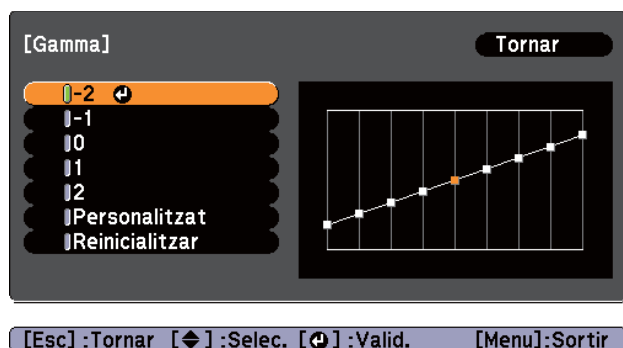 [Gamma] Tornar
-2
-1
0
1
2
Personalitzat
Reinicialitzar
[Esc] :Tornar [◆] :Selec. [⏎] :Valid. [Menu]:Sortir